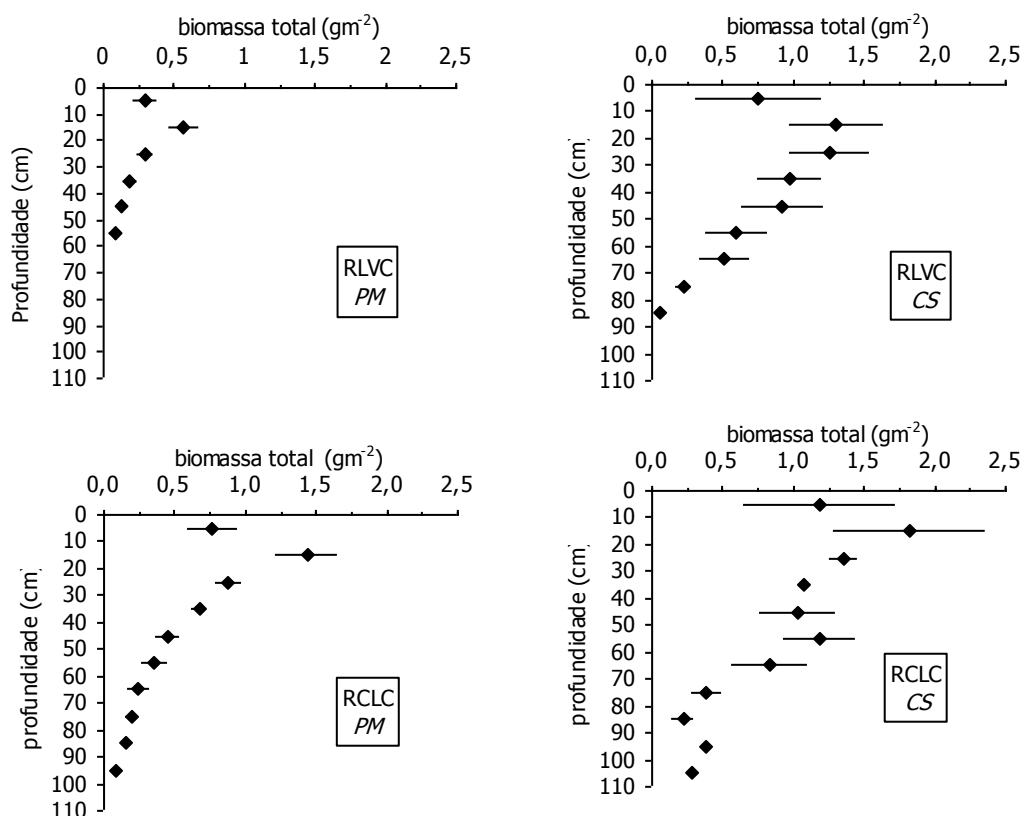 biomassa total (gm-2)
0 0,5 1 1,5 2 2,5
Profundidade (cm)
0
10
20
30
40
50
60
70
80
90
100
110
RLVC
PM
biomassa total (gm-2)
0,0 0,5 1,0 1,5 2,0 2,5
profundidade (cm)
0
10
20
30
40
50
60
70
80
90
100
110
RLVC
CS
biomassa total (gm-2)
0,0 0,5 1,0 1,5 2,0 2,5
profundidade (cm)
0
10
20
30
40
50
60
70
80
90
100
110
RCLC
PM
biomassa total (gm-2)
0,0 0,5 1,0 1,5 2,0 2,5
profundidade (cm)
0
10
20
30
40
50
60
70
80
90
100
110
RCLC
CS